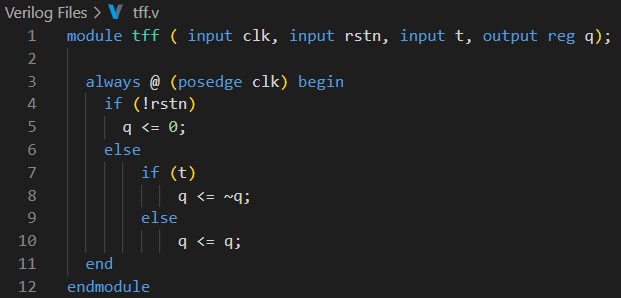 Verilog Files > tff.v
1 module tff ( input clk, input rstn, input t, output reg q);
2
3 always @ (posedge clk) begin
4 if (!rstn)
5 q <= 0;
6 else
7 if (t)
8 q <= ~q;
9 else
10 q <= q;
11 end
12 endmodule